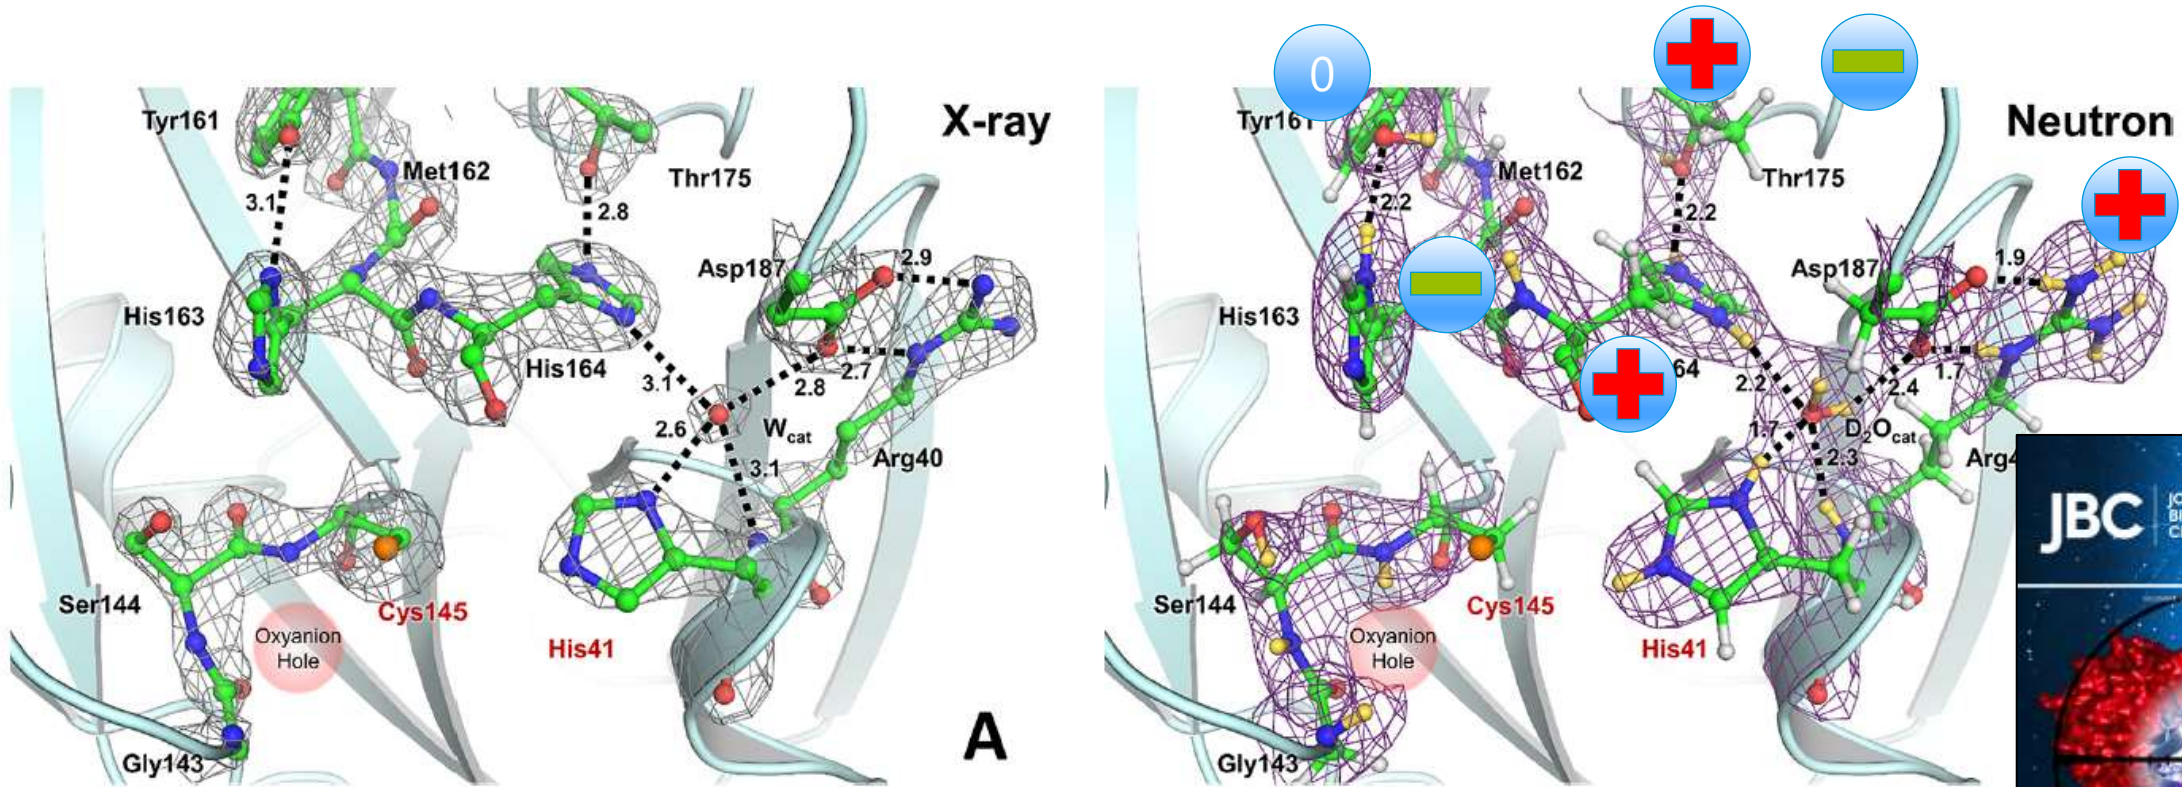 X-ray
Tyr161
Met162
3.1
Thr175
2.8
Asp187
2.9
His163
His164
3.1
2.8
2.7
2.6
Wcat
3.1
Arg40
Ser144
Cys145
Oxyanion
Hole
His41
Gly143
A
0
Neutron
Met162
Thr175
2.2
2.2
Asp187
1.9
His163
64
2.2
2.4
1.7
1.7
D2Ocat
2.3
Ser144
Cys145
Oxyanion
Hole
His41
Gly143
JBC